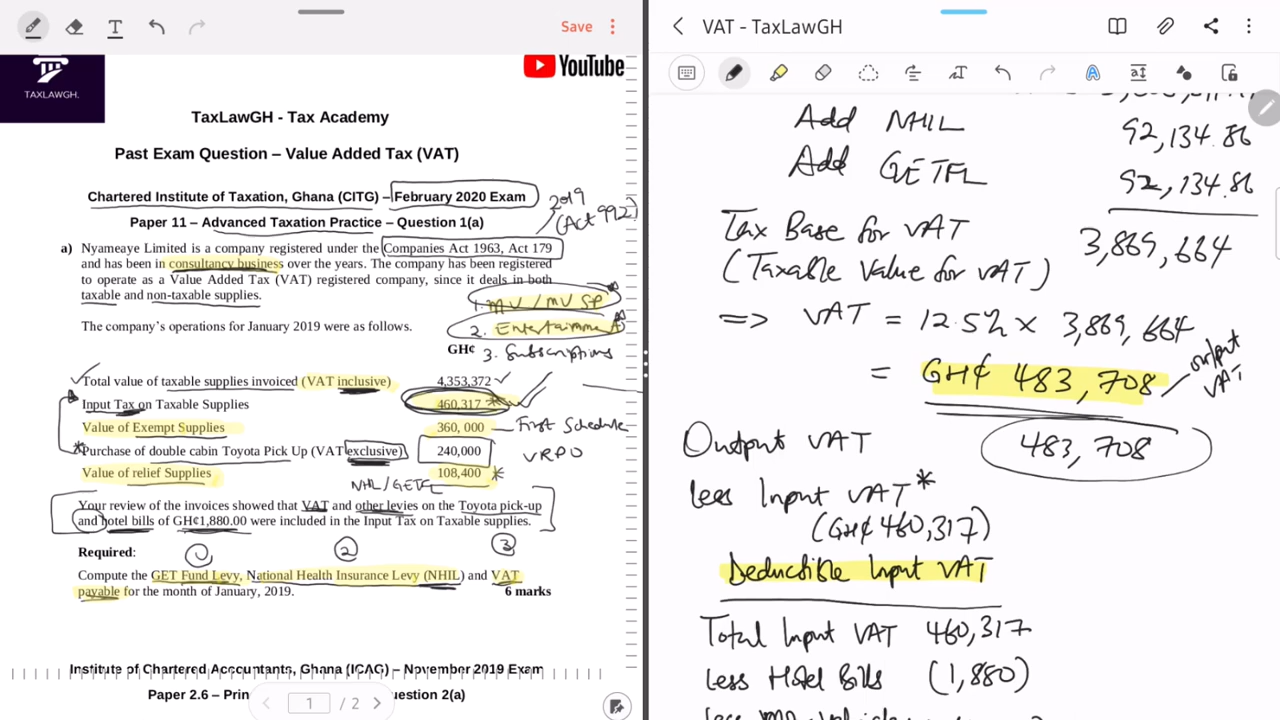 Save
TAXLAWGH.
YouTube
TaxLawGH - Tax Academy
Past Exam Question – Value Added Tax (VAT)
Chartered Institute of Taxation, Ghana (CITG) – February 2020 Exam
2019
(Act 992)
Paper 11 – Advanced Taxation Practice – Question 1(a)
a) Nyameaye Limited is a company registered under the Companies Act 1963, Act 179
and has been in consultancy business over the years. The company has been registered
to operate as a Value Added Tax (VAT) registered company, since it deals in both
taxable and non-taxable supplies.
1. MV / MV SP
The company's operations for January 2019 were as follows.
2. Entertainment
GH¢
3. Subscriptions
Total value of taxable supplies invoiced (VAT inclusive) 4,353,372
Input Tax on Taxable Supplies 460,317 *
Value of Exempt Supplies 360, 000 First Schedule
*Purchase of double cabin Toyota Pick Up (VAT exclusive) 240,000 VRPO
Value of relief Supplies 108,400 *
NHL/GETFL
Your review of the invoices showed that VAT and other levies on the Toyota pick-up
and hotel bills of GH¢1,880.00 were included in the Input Tax on Taxable supplies.
Required: 1 2 3
Compute the GET Fund Levy, National Health Insurance Levy (NHIL) and VAT
payable for the month of January, 2019. 6 marks
Institute of Chartered Accountants, Ghana (ICAG) – November 2019 Exam
Paper 2.6 – Prin
uestion 2(a)
1 / 2
VAT - TaxLawGH
Add NHIL 92,134.86
Add GETFL 92,134.86
Tax Base for VAT 3,869,664
(Taxable Value for VAT)
=> VAT = 12.5% × 3,869,664
= GH¢ 483,708
output
VAT
Output VAT 483,708
less Input VAT*
(GH¢ 460,317)
Deductible Input VAT
Total Input VAT 460,317
less Hotel Bills (1,880)